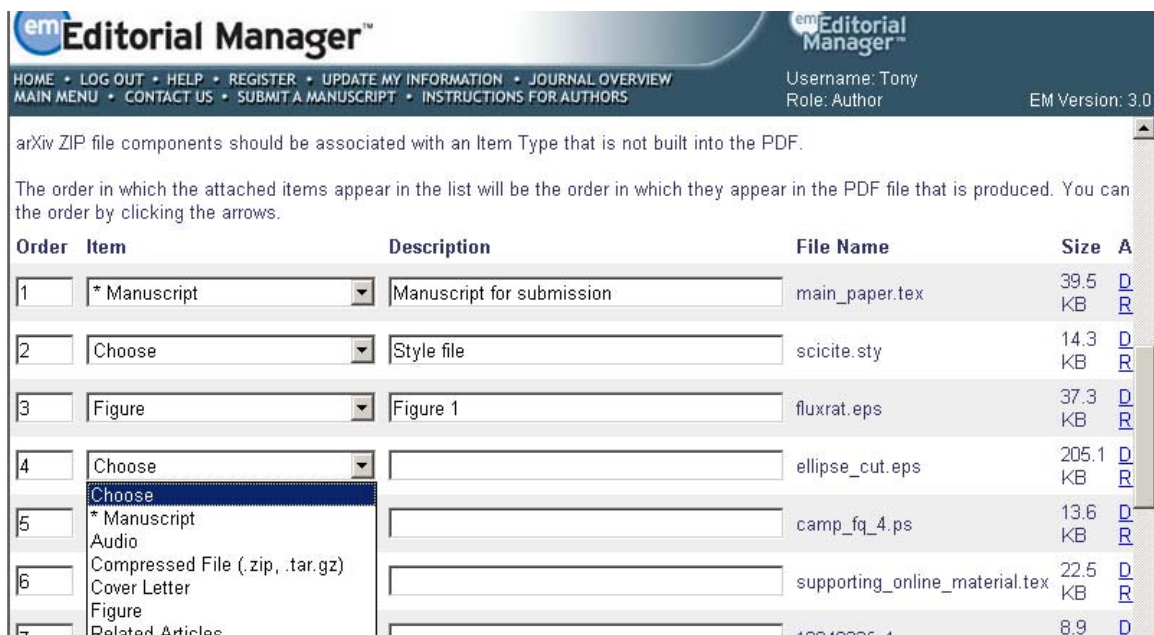 em Editorial Manager™
em Editorial
Manager™
HOME • LOG OUT • HELP • REGISTER • UPDATE MY INFORMATION • JOURNAL OVERVIEW
MAIN MENU • CONTACT US • SUBMIT A MANUSCRIPT • INSTRUCTIONS FOR AUTHORS
Username: Tony
Role: Author
EM Version: 3.0
arXiv ZIP file components should be associated with an Item Type that is not built into the PDF.
The order in which the attached items appear in the list will be the order in which they appear in the PDF file that is produced. You can
the order by clicking the arrows.
Order Item Description File Name Size A
1 * Manuscript Manuscript for submission main_paper.tex 39.5 KB D R
2 Choose Style file scicite.sty 14.3 KB D R
3 Figure Figure 1 fluxrat.eps 37.3 KB D R
4 Choose ellipse_cut.eps 205.1 KB D R
Choose
* Manuscript
5 camp_fq_4.ps 13.6 KB D R
Audio
Compressed File (.zip, .tar.gz)
6 supporting_online_material.tex 22.5 KB D R
Cover Letter
Figure
Related Articles
8.9 D